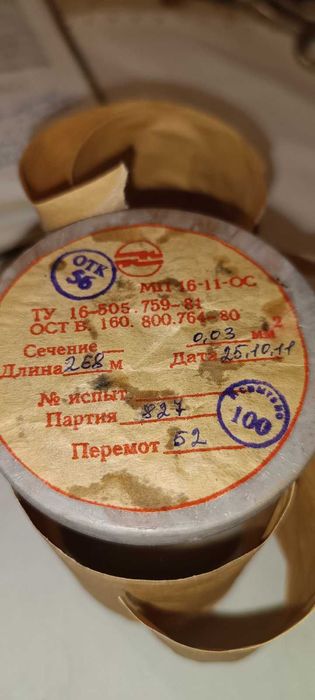 ОТК
56
МП-16-11-ОС
ТУ 16-505.759-81
ОСТ В. 160. 800.764-80
Сечение 0,03 мм2
Длина 268 м Дата 25.10.11
№ испыт.
Партия 827
Перемот 52
100